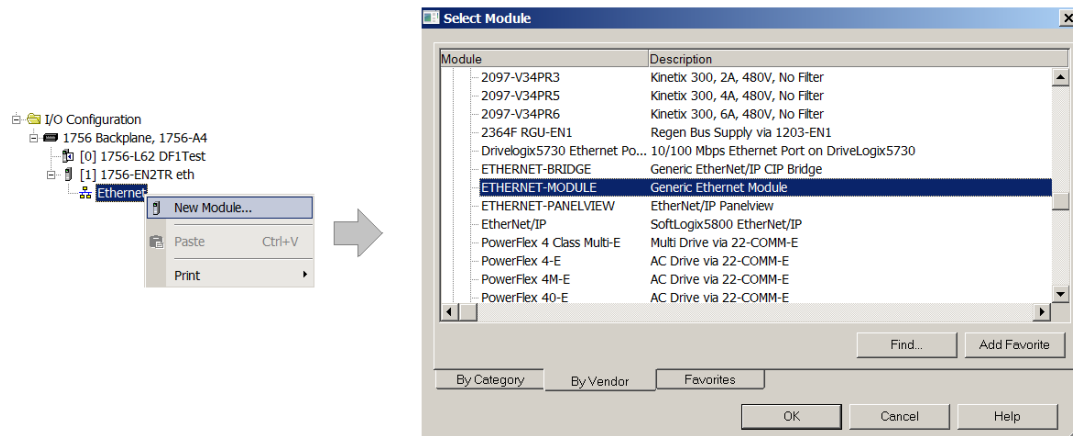 I/O Configuration
1756 Backplane, 1756-A4
[0] 1756-L62 DF1Test
[1] 1756-EN2TR eth
Ethernet
New Module...
Paste Ctrl+V
Print
Select Module
Module Description
2097-V34PR3 Kinetix 300, 2A, 480V, No Filter
2097-V34PR5 Kinetix 300, 4A, 480V, No Filter
2097-V34PR6 Kinetix 300, 6A, 480V, No Filter
2364F RGU-EN1 Regen Bus Supply via 1203-EN1
Drivelogix5730 Ethernet Po... 10/100 Mbps Ethernet Port on DriveLogix5730
ETHERNET-BRIDGE Generic EtherNet/IP CIP Bridge
ETHERNET-MODULE Generic Ethernet Module
ETHERNET-PANELVIEW EtherNet/IP Panelview
EtherNet/IP SoftLogix5800 EtherNet/IP
PowerFlex 4 Class Multi-E Multi Drive via 22-COMM-E
PowerFlex 4-E AC Drive via 22-COMM-E
PowerFlex 4M-E AC Drive via 22-COMM-E
PowerFlex 40-E AC Drive via 22-COMM-E
Find... Add Favorite
By Category By Vendor Favorites
OK Cancel Help